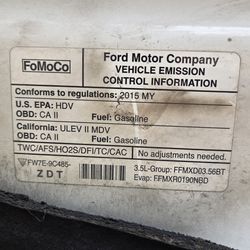 FoMoCo
Ford Motor Company
VEHICLE EMISSION
CONTROL INFORMATION
Conforms to regulations: 2015 MY
U.S. EPA: HDV
OBD: CA II Fuel: Gasoline
California: ULEV II MDV
OBD: CA II Fuel: Gasoline
TWC/AFS/HO2S/DFI/TC/CAC No adjustments needed.
FW7E-9C485- 3.5L-Group: FFMXD03.56BT
ZDT Evap: FFMXR0190NBD